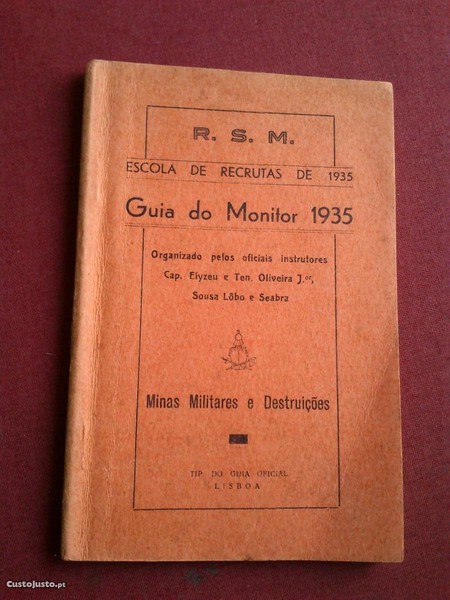 R. S. M.
ESCOLA DE RECRUTAS DE 1935
Guia do Monitor 1935
Organizado pelos oficiais instrutores
Cap. Elyzeu e Ten. Oliveira J.or,
Sousa Lôbo e Seabra
Minas Militares e Destruições
TIP. DO GUIA OFICIAL
LISBOA
CustoJusto.pt